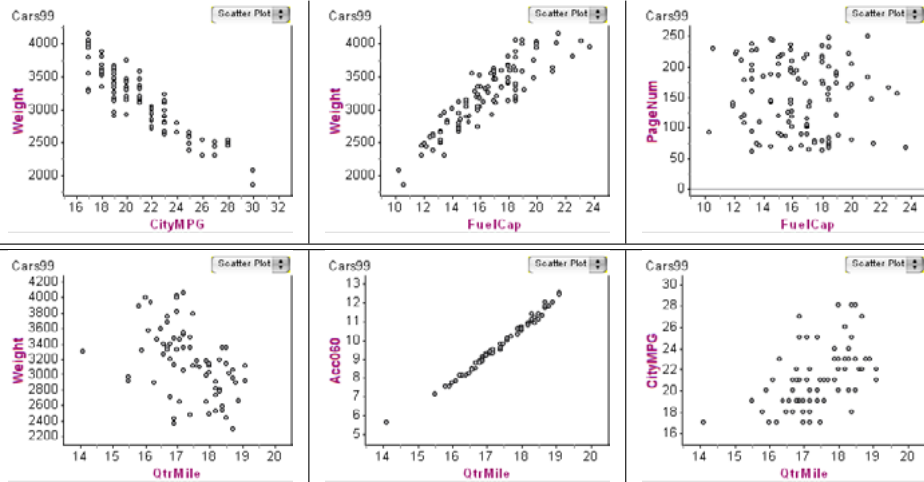 Cars99 Scatter Plot
4000
3500
3000
2500
2000
Weight
16 18 20 22 24 26 28 30 32
CityMPG
Cars99 Scatter Plot
4000
3500
3000
2500
2000
Weight
10 12 14 16 18 20 22 24
FuelCap
Cars99 Scatter Plot
250
200
150
100
50
0
PageNum
10 12 14 16 18 20 22 24
FuelCap
Cars99 Scatter Plot
4200
4000
3800
3600
3400
3200
3000
2800
2600
2400
2200
Weight
14 15 16 17 18 19 20
QtrMile
Cars99 Scatter Plot
13
12
11
10
9
8
7
6
5
Acc060
14 15 16 17 18 19 20
QtrMile
Cars99 Scatter Plot
30
28
26
24
22
20
18
16
CityMPG
14 15 16 17 18 19 20
QtrMile